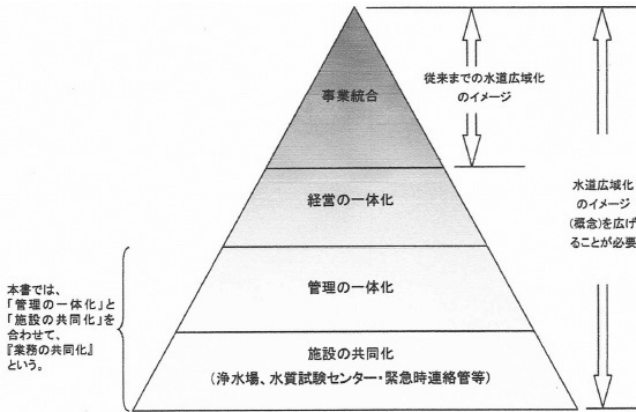 事業統合
従来までの水道広域化
のイメージ
経営の一体化
水道広域化
のイメージ
(概念)を広げ
ることが必要
管理の一体化
本書では、
「管理の一体化」と
「施設の共同化」を
合わせて、
『業務の共同化』
という。
施設の共同化
(浄水場、水質試験センター・緊急時連絡管等)